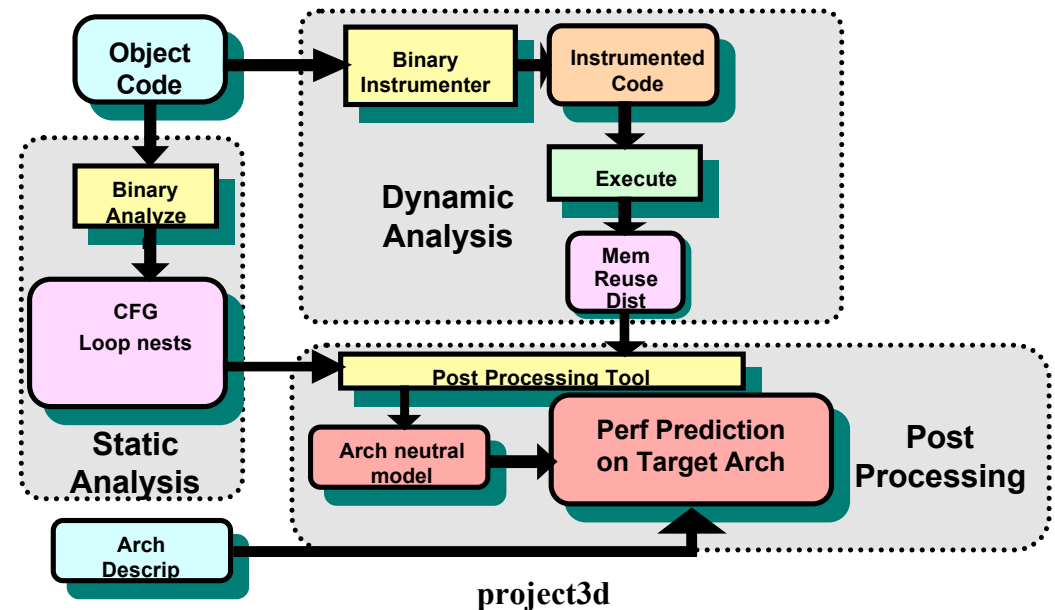 Object
Code
Binary
Instrumenter
Instrumented
Code
Binary
Analyze
Dynamic
Analysis
Execute
Mem
Reuse
Dist
CFG
Loop nests
Post Processing Tool
Static
Analysis
Arch neutral
model
Perf Prediction
on Target Arch
Post
Processing
Arch
Descrip
project3d